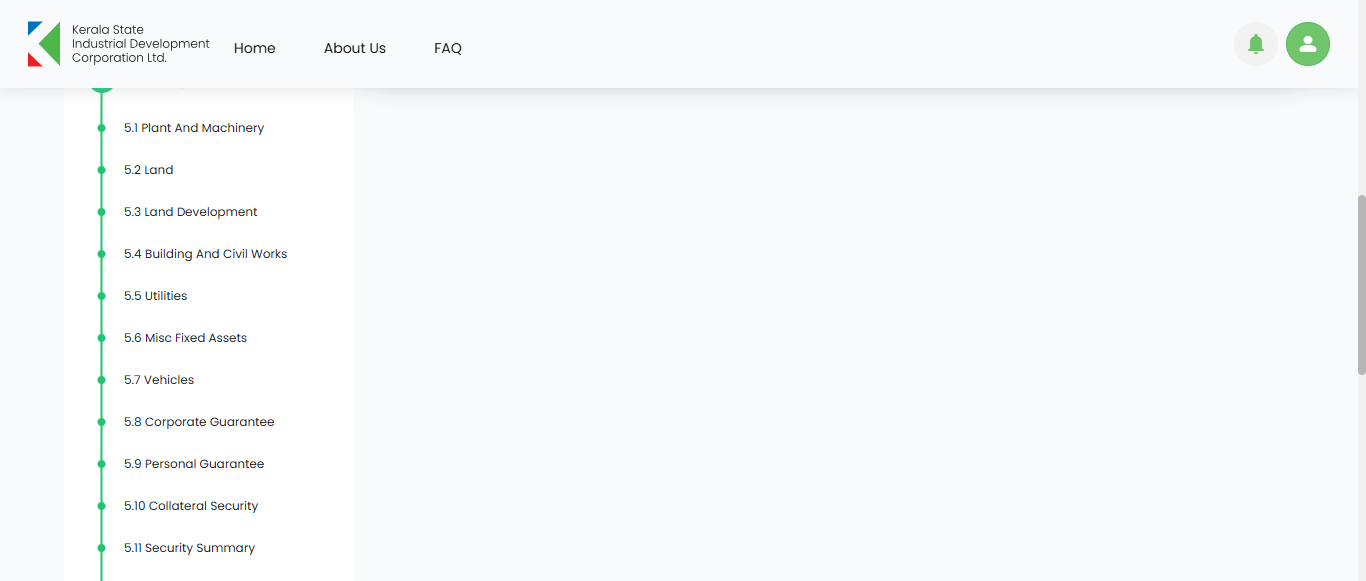 Kerala State
Industrial Development
Corporation Ltd.
Home
About Us
FAQ
5.1 Plant And Machinery
5.2 Land
5.3 Land Development
5.4 Building And Civil Works
5.5 Utilities
5.6 Misc Fixed Assets
5.7 Vehicles
5.8 Corporate Guarantee
5.9 Personal Guarantee
5.10 Collateral Security
5.11 Security Summary